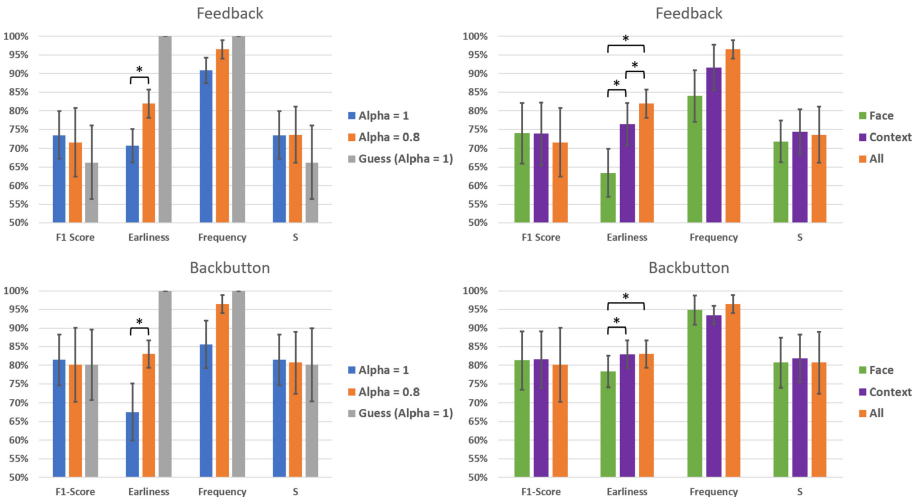 Feedback
100%
95%
90%
85%
80%
75%
70%
65%
60%
55%
50%
*
F1 Score Earliness Frequency S
Alpha = 1
Alpha = 0.8
Guess (Alpha = 1)
Feedback
100%
95%
90%
85%
80%
75%
70%
65%
60%
55%
50%
*
* *
F1 Score Earliness Frequency S
Face
Context
All
Backbutton
100%
95%
90%
85%
80%
75%
70%
65%
60%
55%
50%
*
F1-Score Earliness Frequency S
Alpha = 1
Alpha = 0.8
Guess (Alpha = 1)
Backbutton
100%
95%
90%
85%
80%
75%
70%
65%
60%
55%
50%
*
*
F1-Score Earliness Frequency S
Face
Context
All